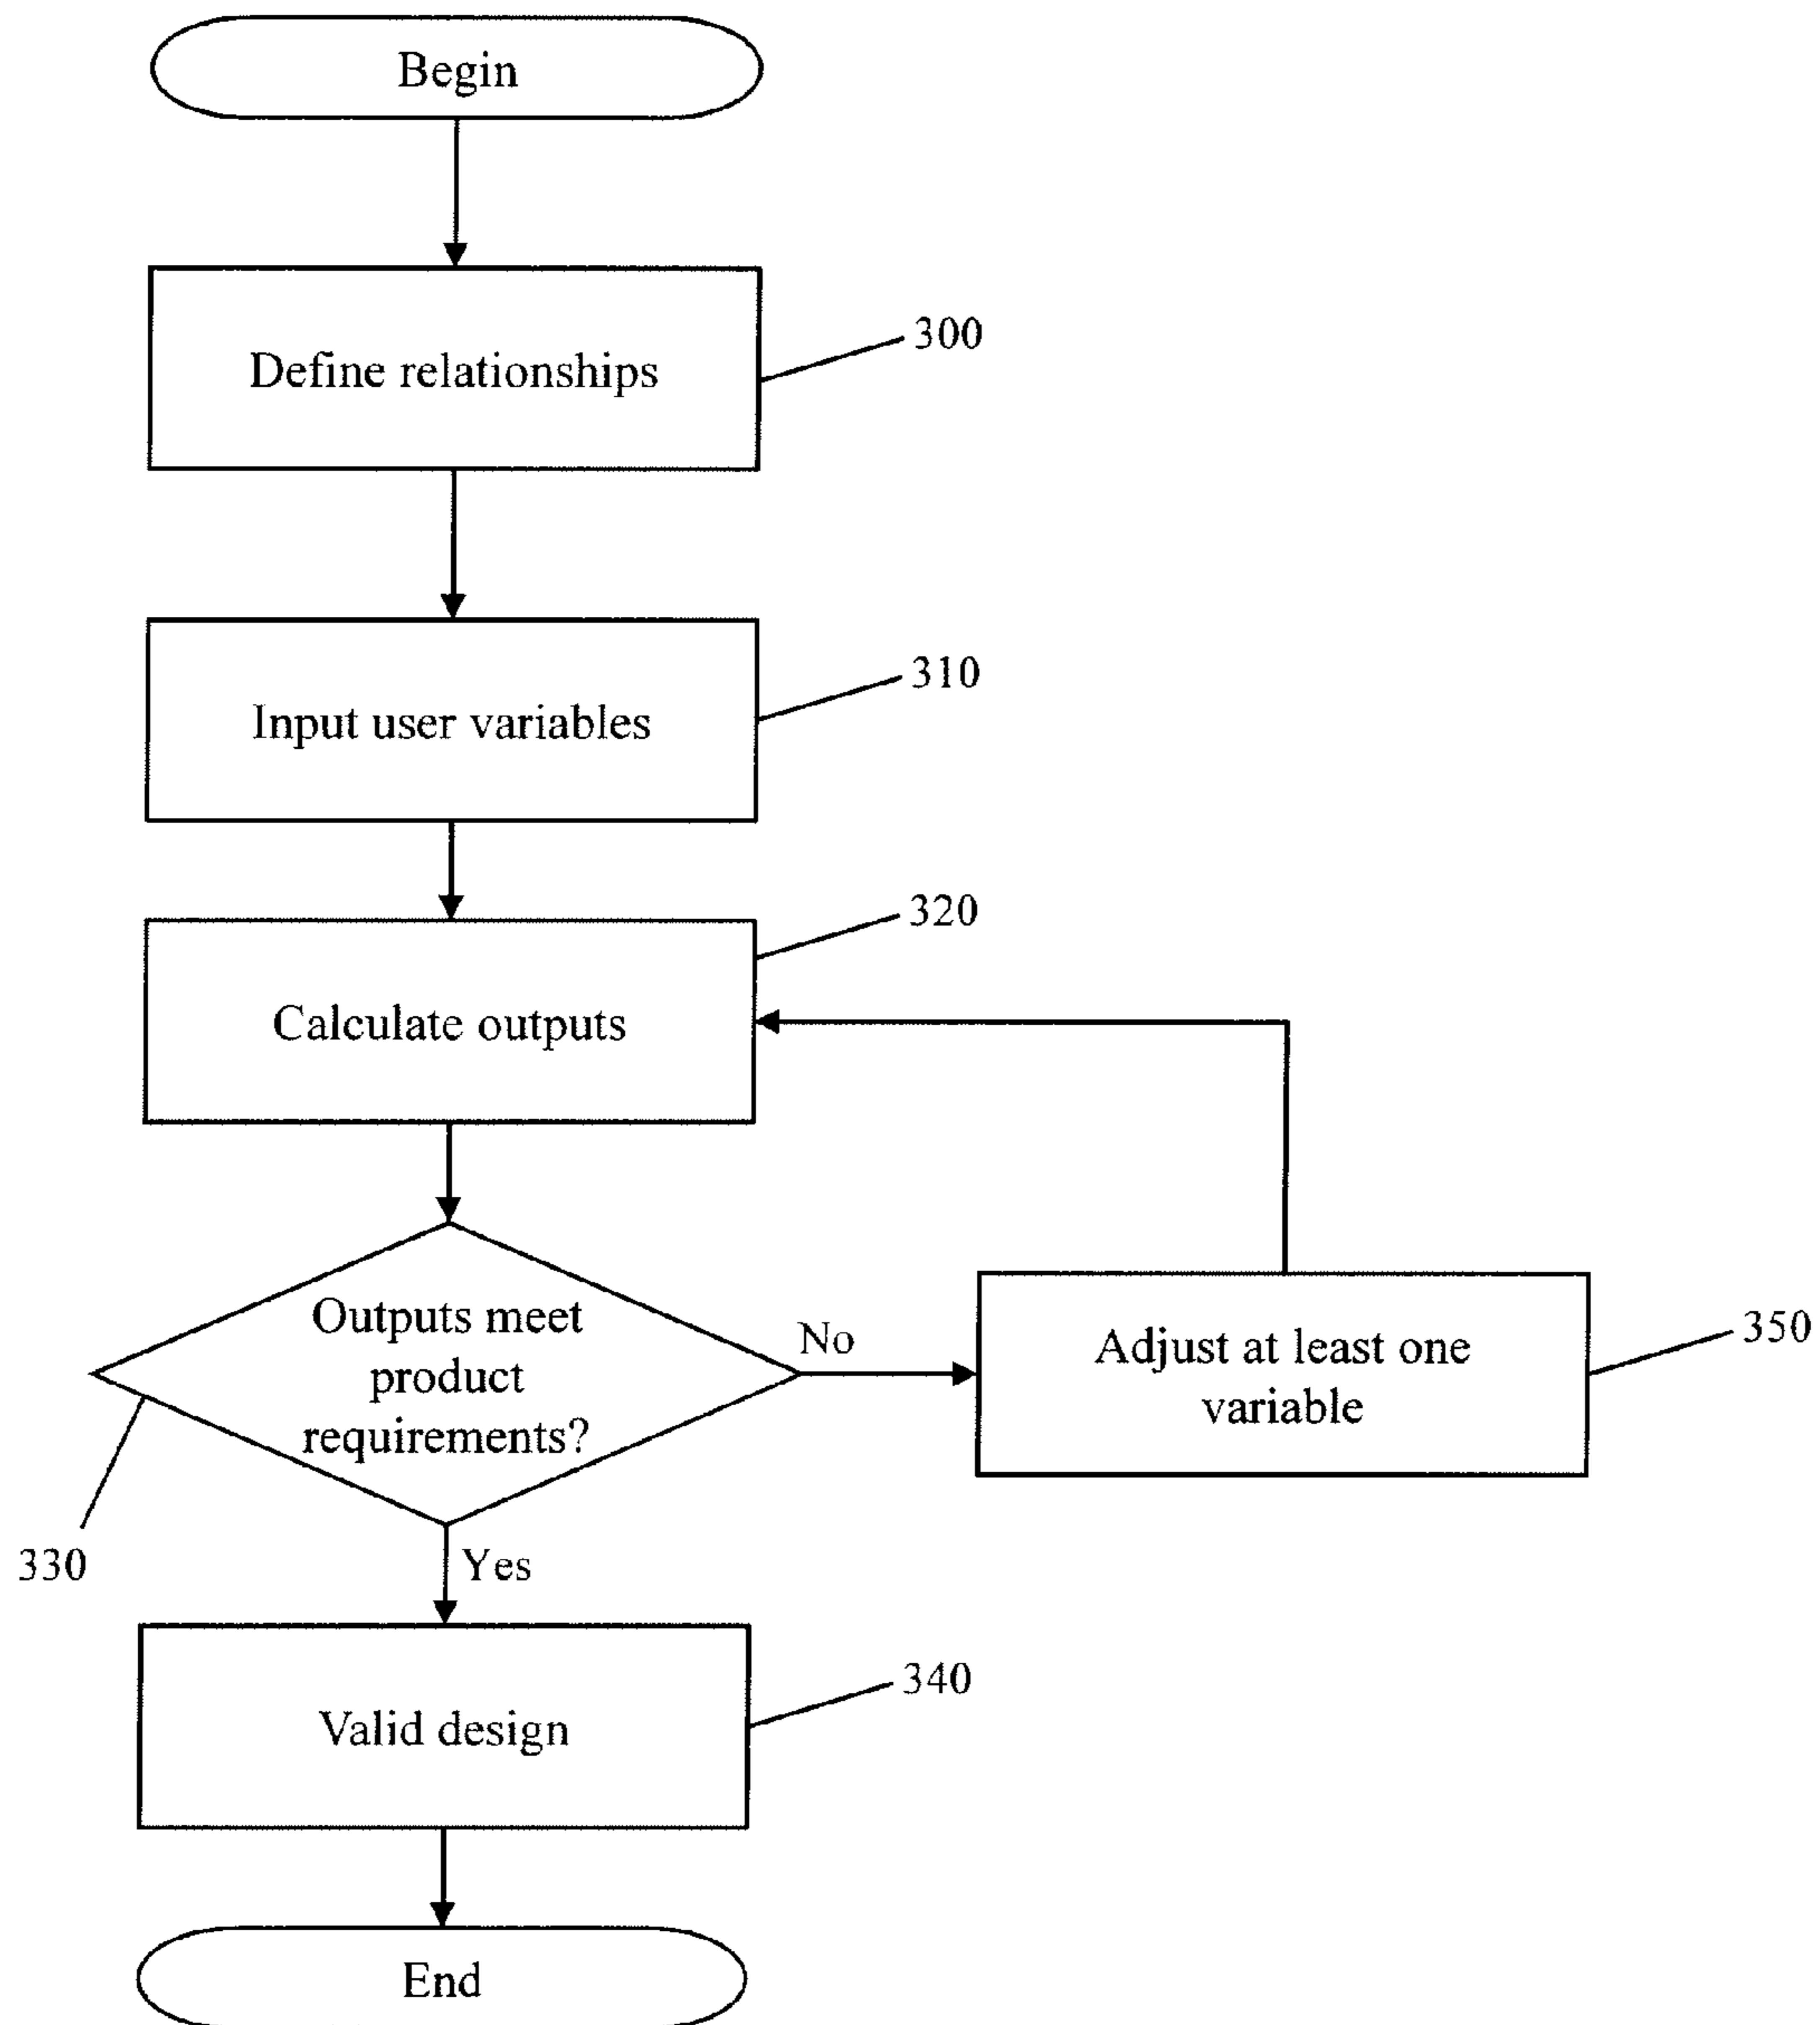 Begin
Define relationships
300
Input user variables
310
320
Calculate outputs
Outputs meet
product
requirements?
No
Adjust at least one
variable
350
330
Yes
Valid design
340
End